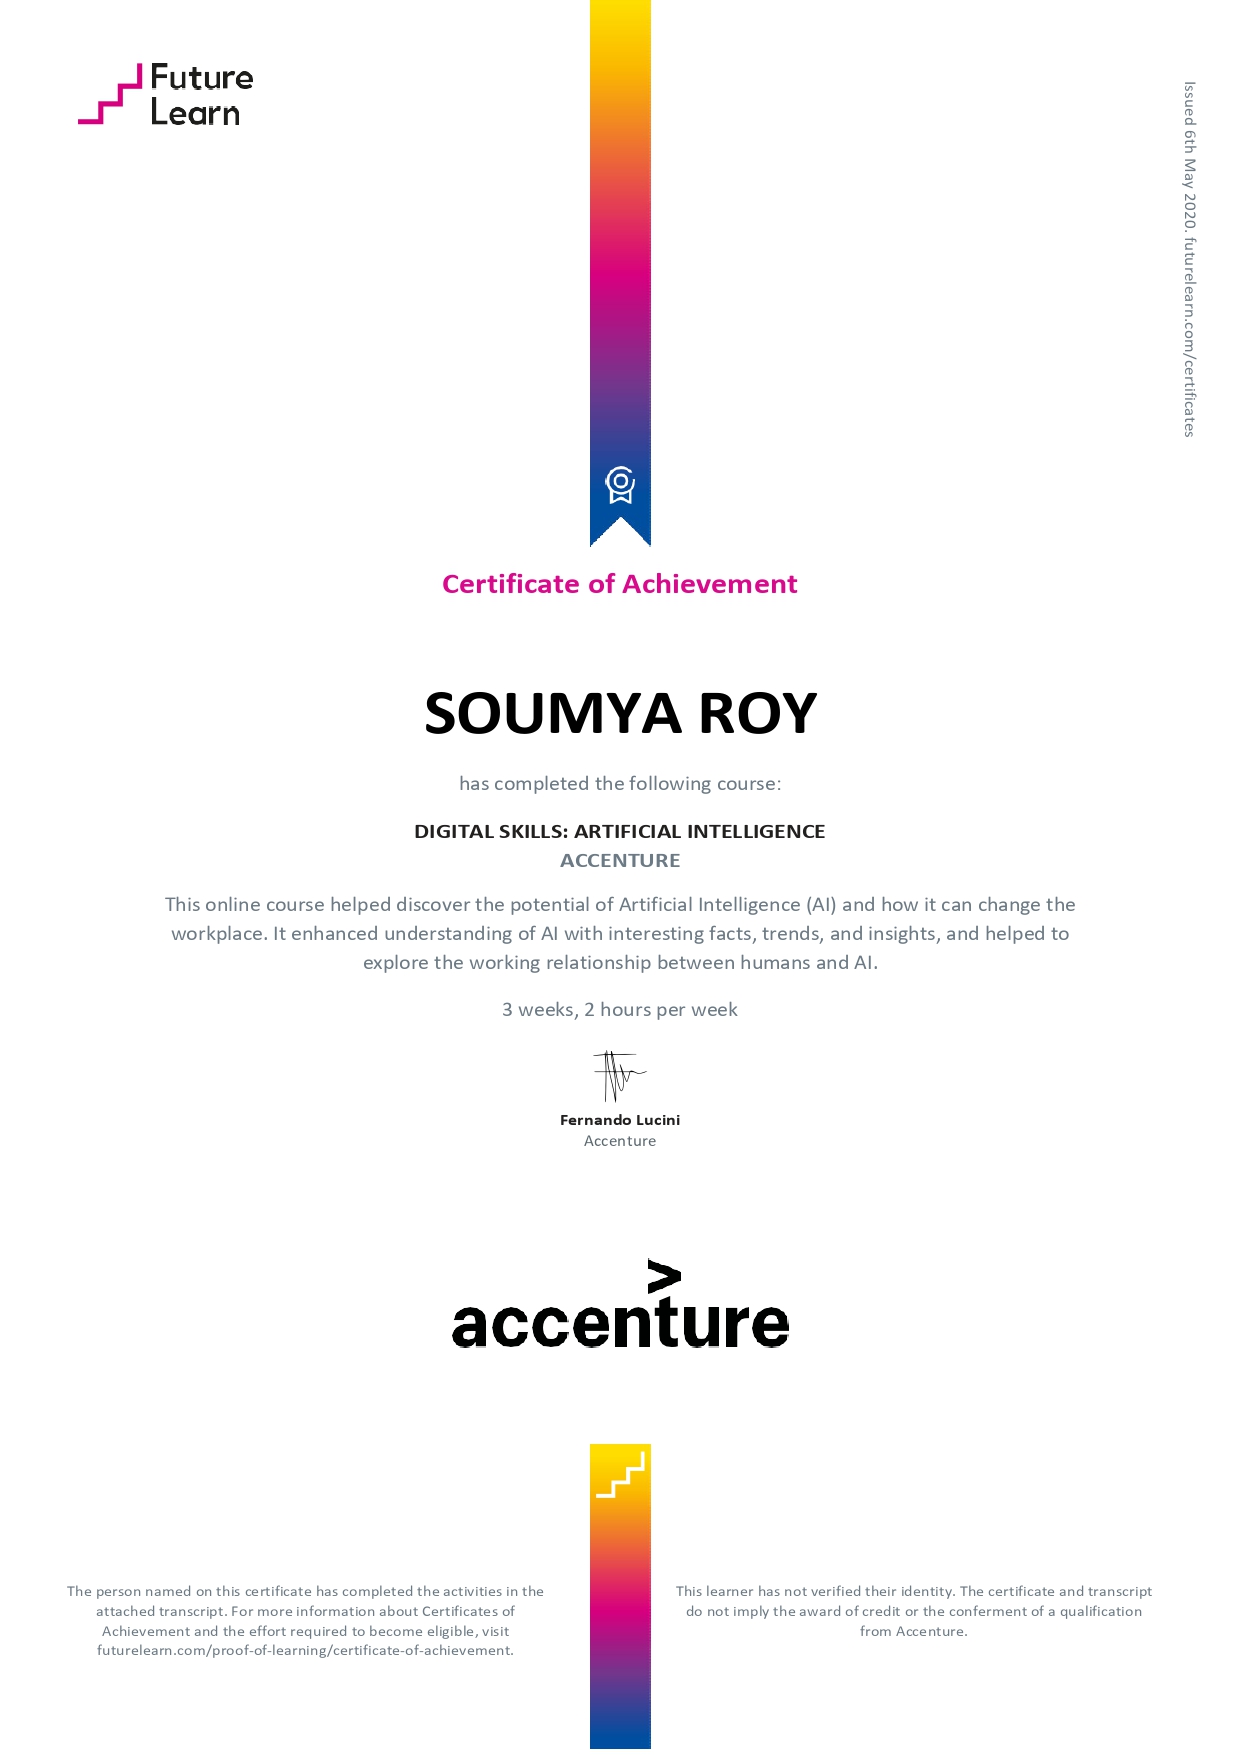 Future
Learn
Issued 6th May 2020. futurelearn.com/certificates
Certificate of Achievement
SOUMYA ROY
has completed the following course:
DIGITAL SKILLS: ARTIFICIAL INTELLIGENCE
ACCENTURE
This online course helped discover the potential of Artificial Intelligence (AI) and how it can change the
workplace. It enhanced understanding of AI with interesting facts, trends, and insights, and helped to
explore the working relationship between humans and AI.
3 weeks, 2 hours per week
Fernando Lucini
Accenture
accenture
The person named on this certificate has completed the activities in the
attached transcript. For more information about Certificates of
Achievement and the effort required to become eligible, visit
futurelearn.com/proof-of-learning/certificate-of-achievement.
This learner has not verified their identity. The certificate and transcript
do not imply the award of credit or the conferment of a qualification
from Accenture.